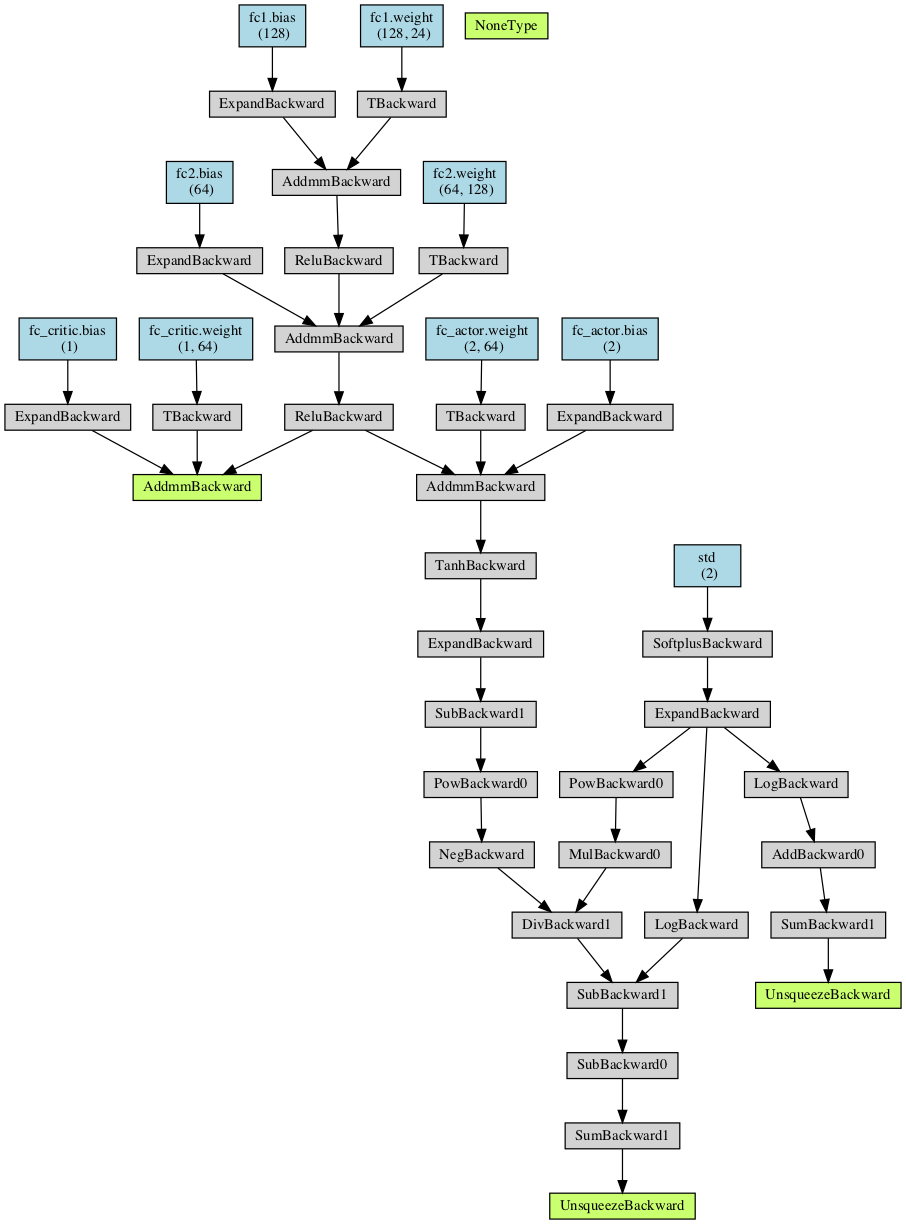 fc1.bias
(128)
fc1.weight
(128, 24)
NoneType
ExpandBackward
TBackward
fc2.bias
(64)
AddmmBackward
fc2.weight
(64, 128)
ExpandBackward
ReluBackward
TBackward
fc_critic.bias
(1)
fc_critic.weight
(1, 64)
AddmmBackward
fc_actor.weight
(2, 64)
fc_actor.bias
(2)
ExpandBackward
TBackward
ReluBackward
TBackward
ExpandBackward
AddmmBackward
AddmmBackward
TanhBackward
std
(2)
ExpandBackward
SoftplusBackward
SubBackward1
ExpandBackward
PowBackward0
PowBackward0
LogBackward
NegBackward
MulBackward0
AddBackward0
DivBackward1
LogBackward
SumBackward1
SubBackward1
UnsqueezeBackward
SubBackward0
SumBackward1
UnsqueezeBackward